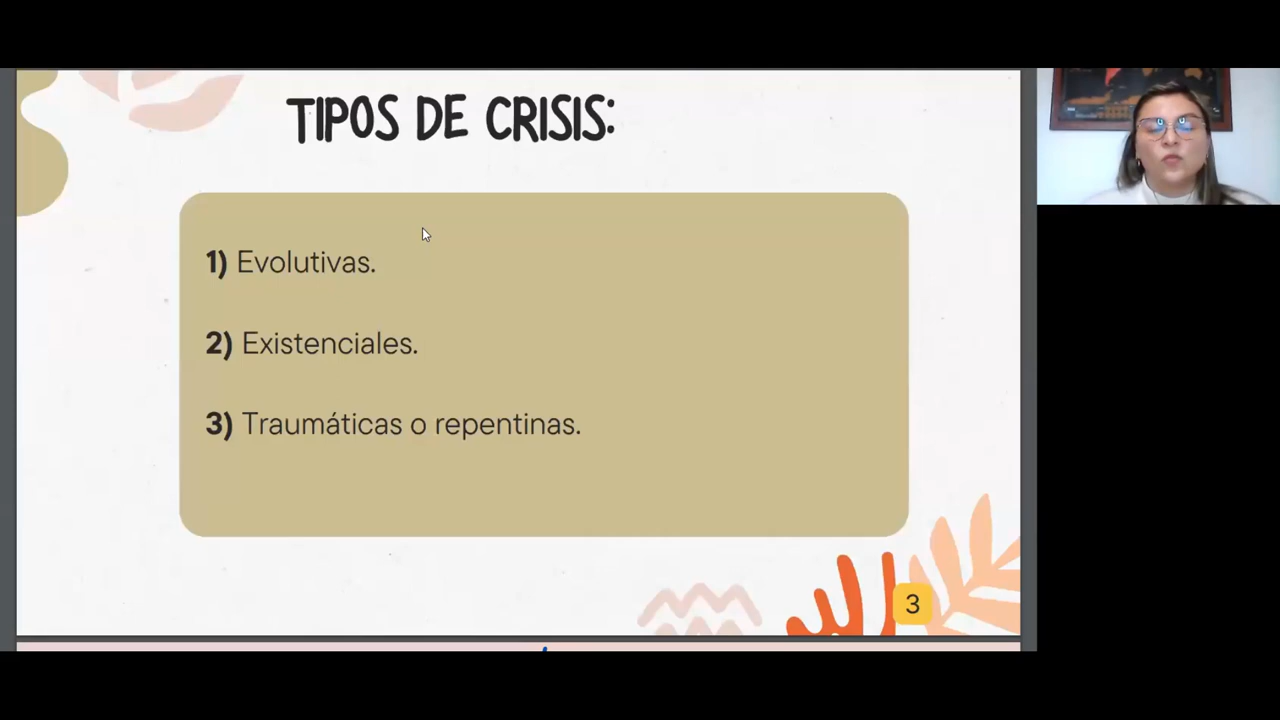 TIPOS DE CRISIS:
1) Evolutivas.
2) Existenciales.
3) Traumáticas o repentinas.
3